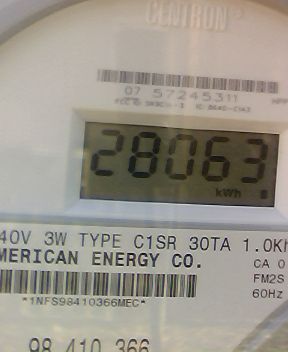 CENTRON
07 57245311
28063
kWh
40V 3W TYPE C1SR 30TA 1.0Kh
MERICAN ENERGY CO.
CA 0
FM2S
60Hz
*1NFS98410366MEC*
98 410 366